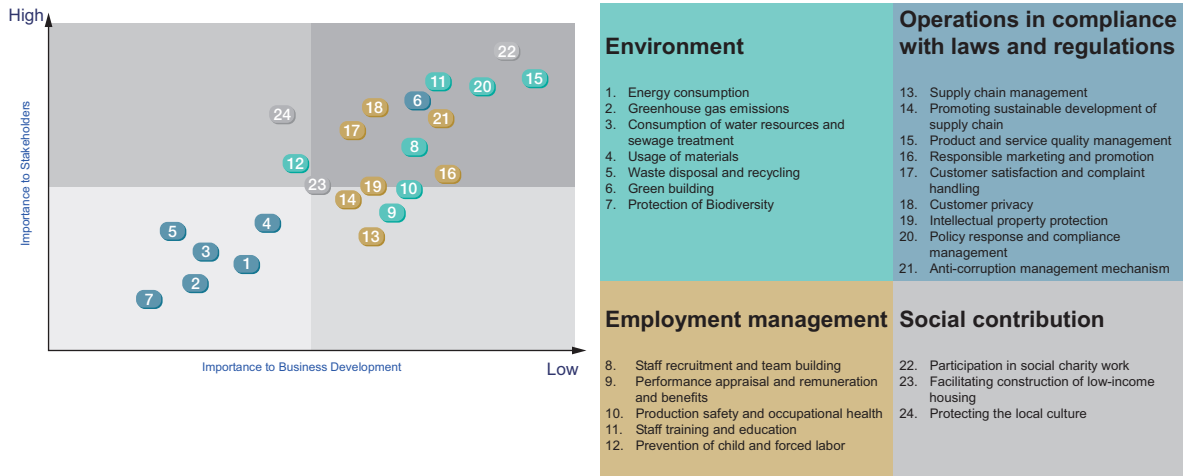 High
22
11
20
15
6
18
24
21
17
8
12
16
23
19
10
14
9
4
5
13
3
1
2
7
Importance to Stakeholders
Importance to Business Development
Low
Environment
1. Energy consumption
2. Greenhouse gas emissions
3. Consumption of water resources and
sewage treatment
4. Usage of materials
5. Waste disposal and recycling
6. Green building
7. Protection of Biodiversity
Operations in compliance
with laws and regulations
13. Supply chain management
14. Promoting sustainable development of
supply chain
15. Product and service quality management
16. Responsible marketing and promotion
17. Customer satisfaction and complaint
handling
18. Customer privacy
19. Intellectual property protection
20. Policy response and compliance
management
21. Anti-corruption management mechanism
Employment management
8. Staff recruitment and team building
9. Performance appraisal and remuneration
and benefits
10. Production safety and occupational health
11. Staff training and education
12. Prevention of child and forced labor
Social contribution
22. Participation in social charity work
23. Facilitating construction of low-income
housing
24. Protecting the local culture